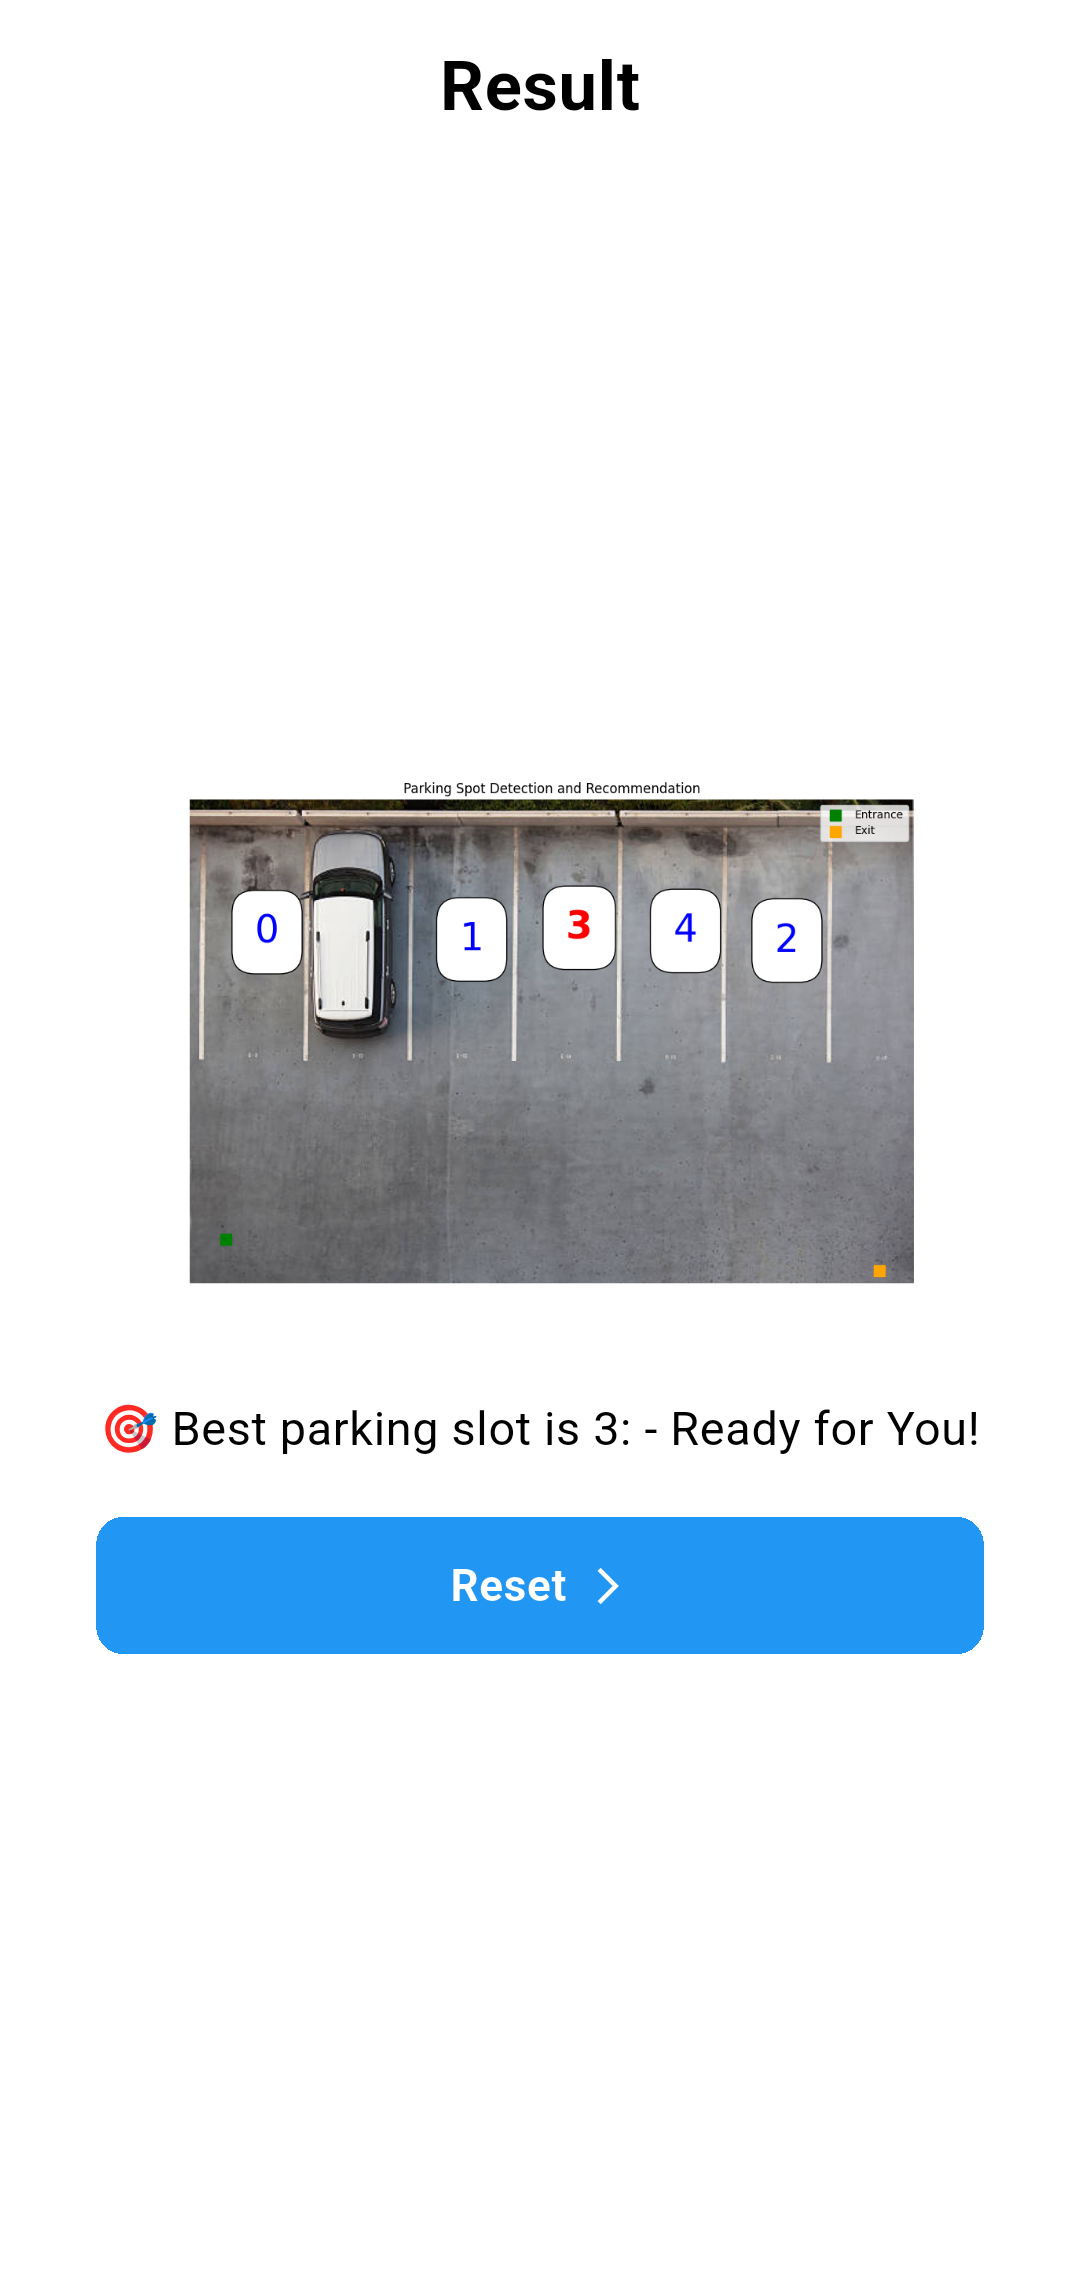 Result
Parking Spot Detection and Recommendation
Entrance
Exit
0
1
3
4
2
🎯 Best parking slot is 3: - Ready for You!
Reset